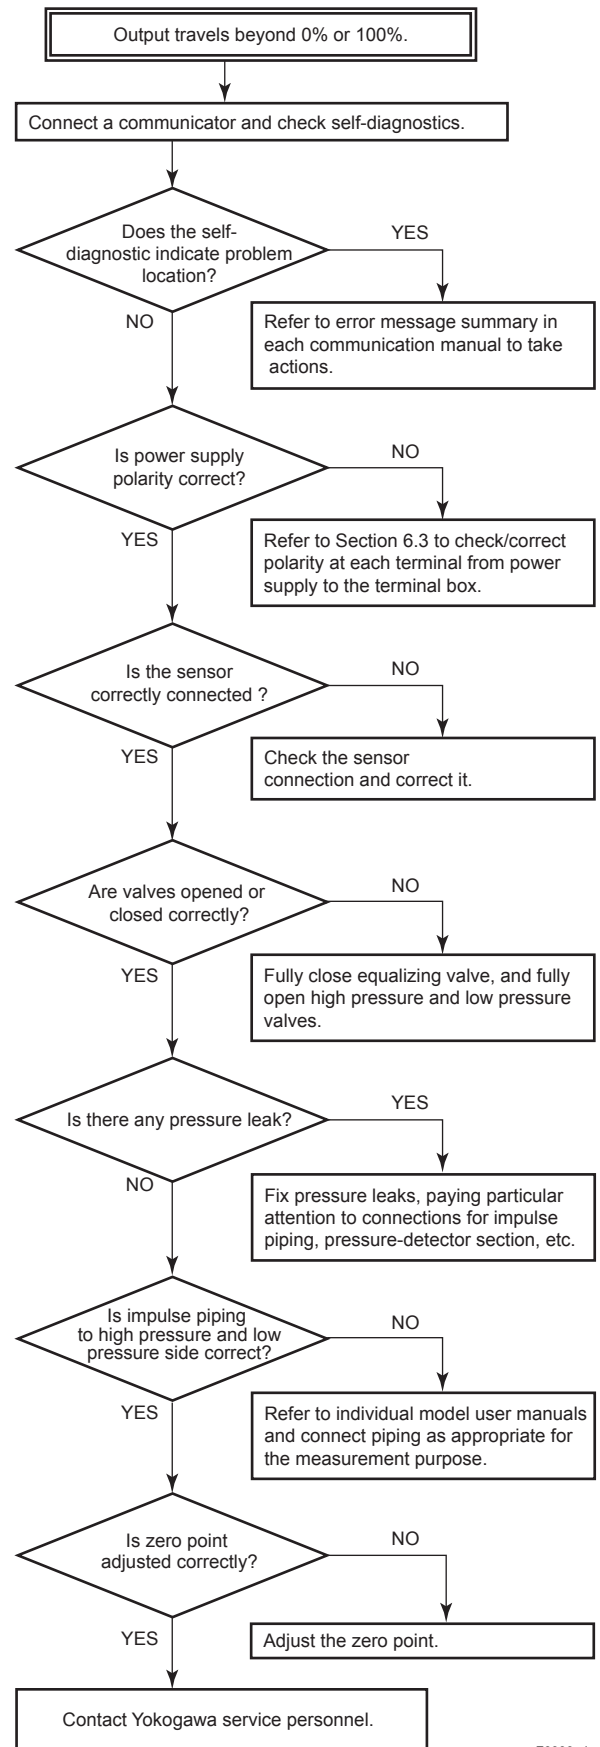 Output travels beyond 0% or 100%.
Connect a communicator and check self-diagnostics.
Does the self-
diagnostic indicate problem
location?
YES
NO
Refer to error message summary in
each communication manual to take
actions.
Is power supply
polarity correct?
NO
YES
Refer to Section 6.3 to check/correct
polarity at each terminal from power
supply to the terminal box.
Is the sensor
correctly connected ?
NO
YES
Check the sensor
connection and correct it.
Are valves opened or
closed correctly?
NO
YES
Fully close equalizing valve, and fully
open high pressure and low pressure
valves.
Is there any pressure leak?
YES
NO
Fix pressure leaks, paying particular
attention to connections for impulse
piping, pressure-detector section, etc.
Is impulse piping
to high pressure and low
pressure side correct?
NO
YES
Refer to individual model user manuals
and connect piping as appropriate for
the measurement purpose.
Is zero point
adjusted correctly?
NO
YES
Adjust the zero point.
Contact Yokogawa service personnel.